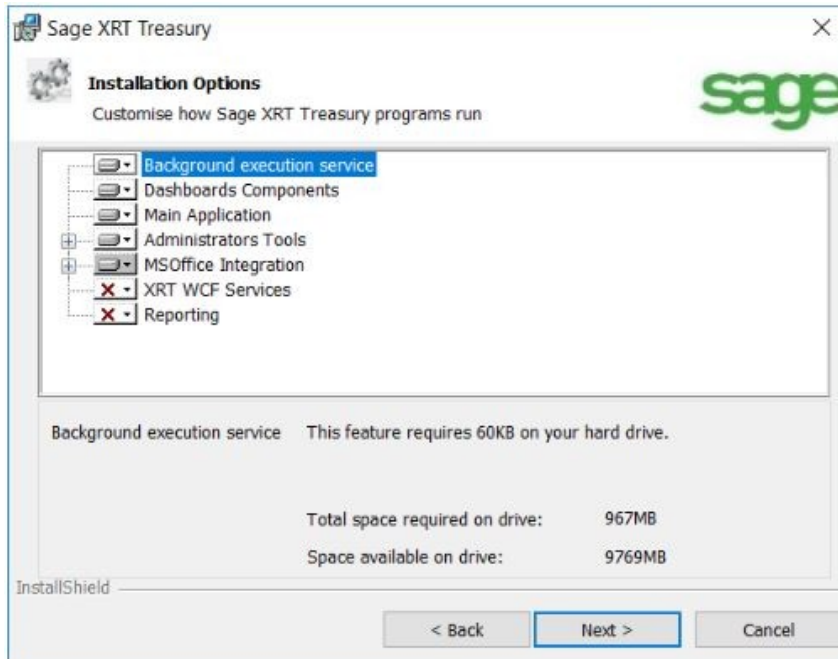 Sage XRT Treasury
Installation Options
Customise how Sage XRT Treasury programs run
sage
Background execution service
Dashboards Components
Main Application
Administrators Tools
MSOffice Integration
XRT WCF Services
Reporting
Background execution service This feature requires 60KB on your hard drive.
Total space required on drive: 967MB
Space available on drive: 9769MB
InstallShield
< Back Next > Cancel